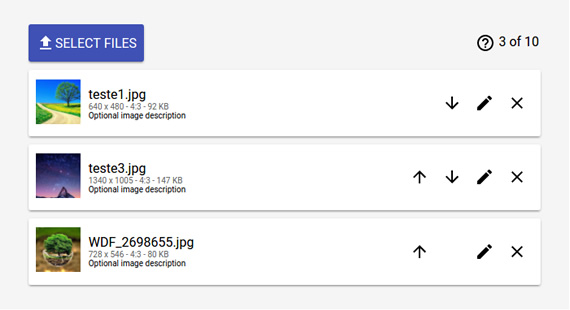 SELECT FILES
3 of 10
teste1.jpg
640 x 480 - 4:3 - 92 KB
Optional image description
teste3.jpg
1340 x 1005 - 4:3 - 147 KB
Optional image description
WDF_2698655.jpg
728 x 546 - 4:3 - 80 KB
Optional image description